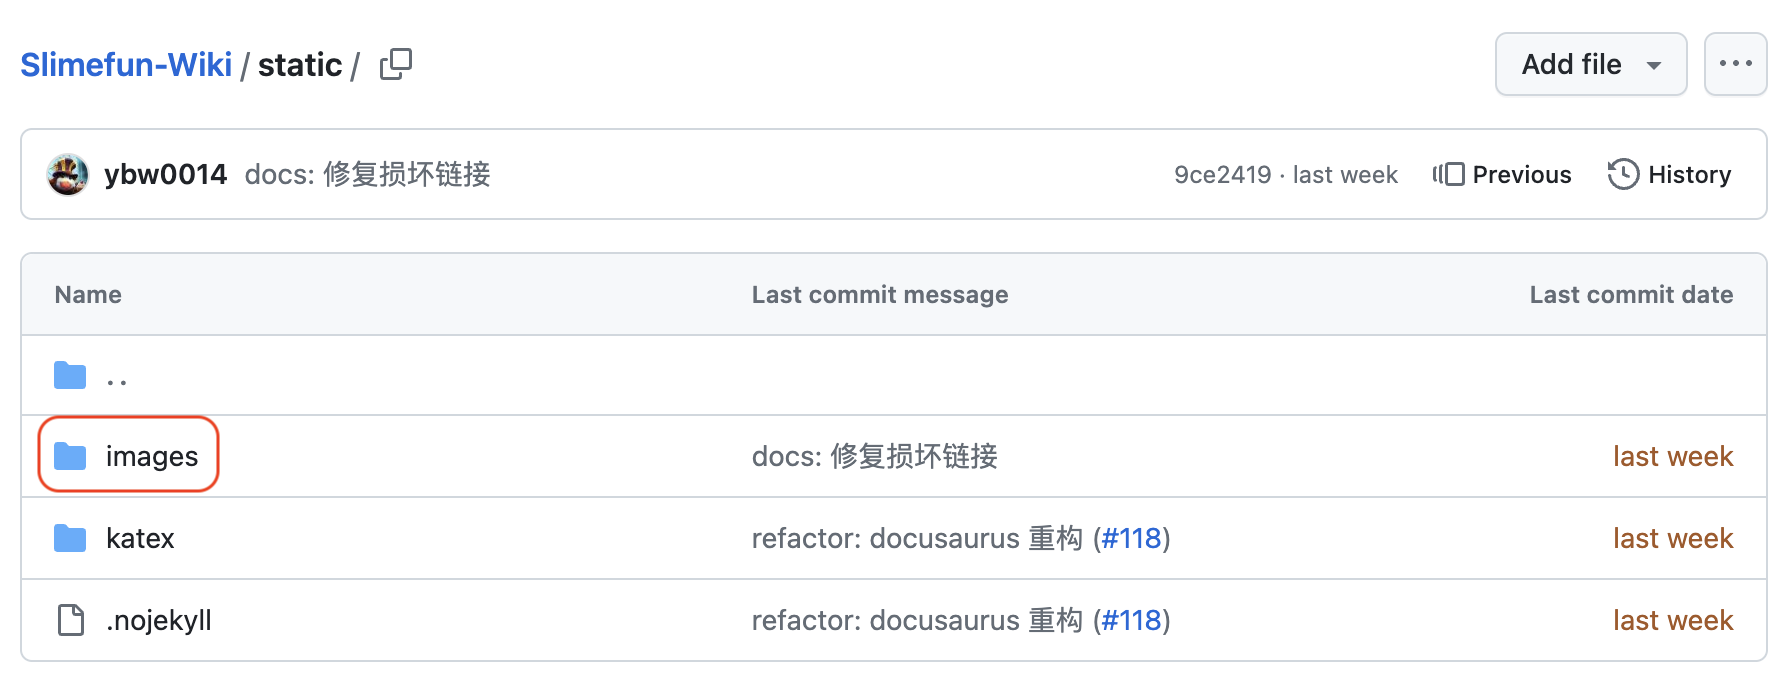 Slimefun-Wiki / static /
Add file
ybw0014 docs: 修复损坏链接
9ce2419 · last week
Previous
History
Name Last commit message Last commit date
..
images docs: 修复损坏链接 last week
katex refactor: docusaurus 重构 (#118) last week
.nojekyll refactor: docusaurus 重构 (#118) last week